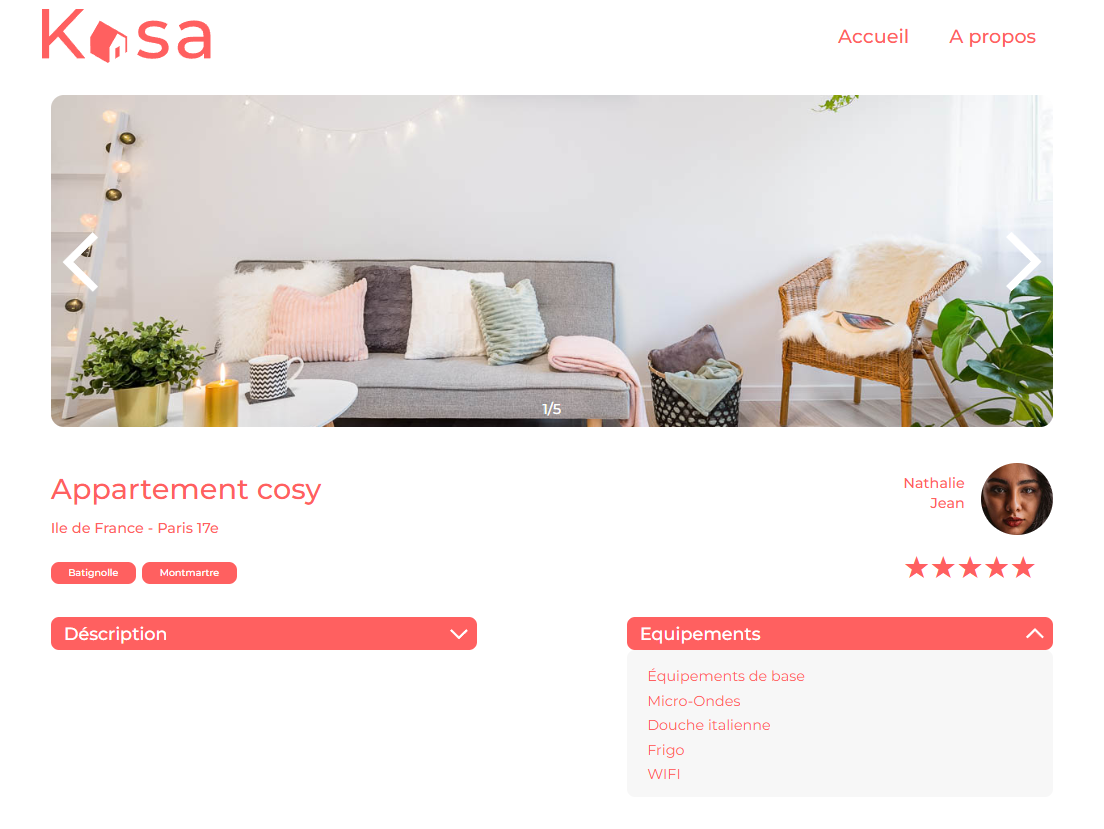 Kasa
Accueil A propos
1/5
Appartement cosy
Nathalie
Jean
Ile de France - Paris 17e
Batignolle Montmartre
Déscription
Equipements
Équipements de base
Micro-Ondes
Douche italienne
Frigo
WIFI